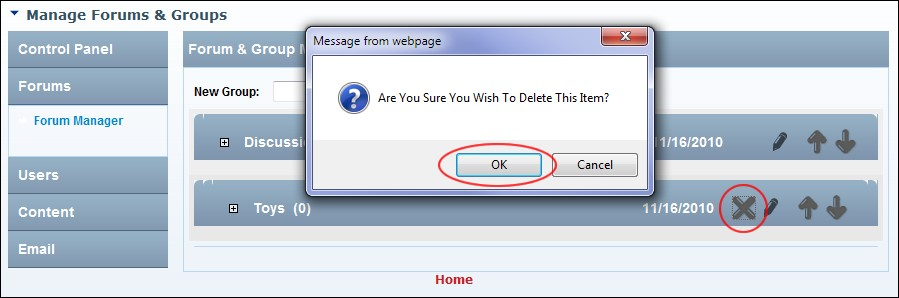 Manage Forums & Groups
Control Panel
Forums
Forum Manager
Users
Content
Email
Forum & Group M
New Group:
Discussio
11/16/2010
Toys (0)
11/16/2010
Message from webpage
Are You Sure You Wish To Delete This Item?
OK
Cancel
Home